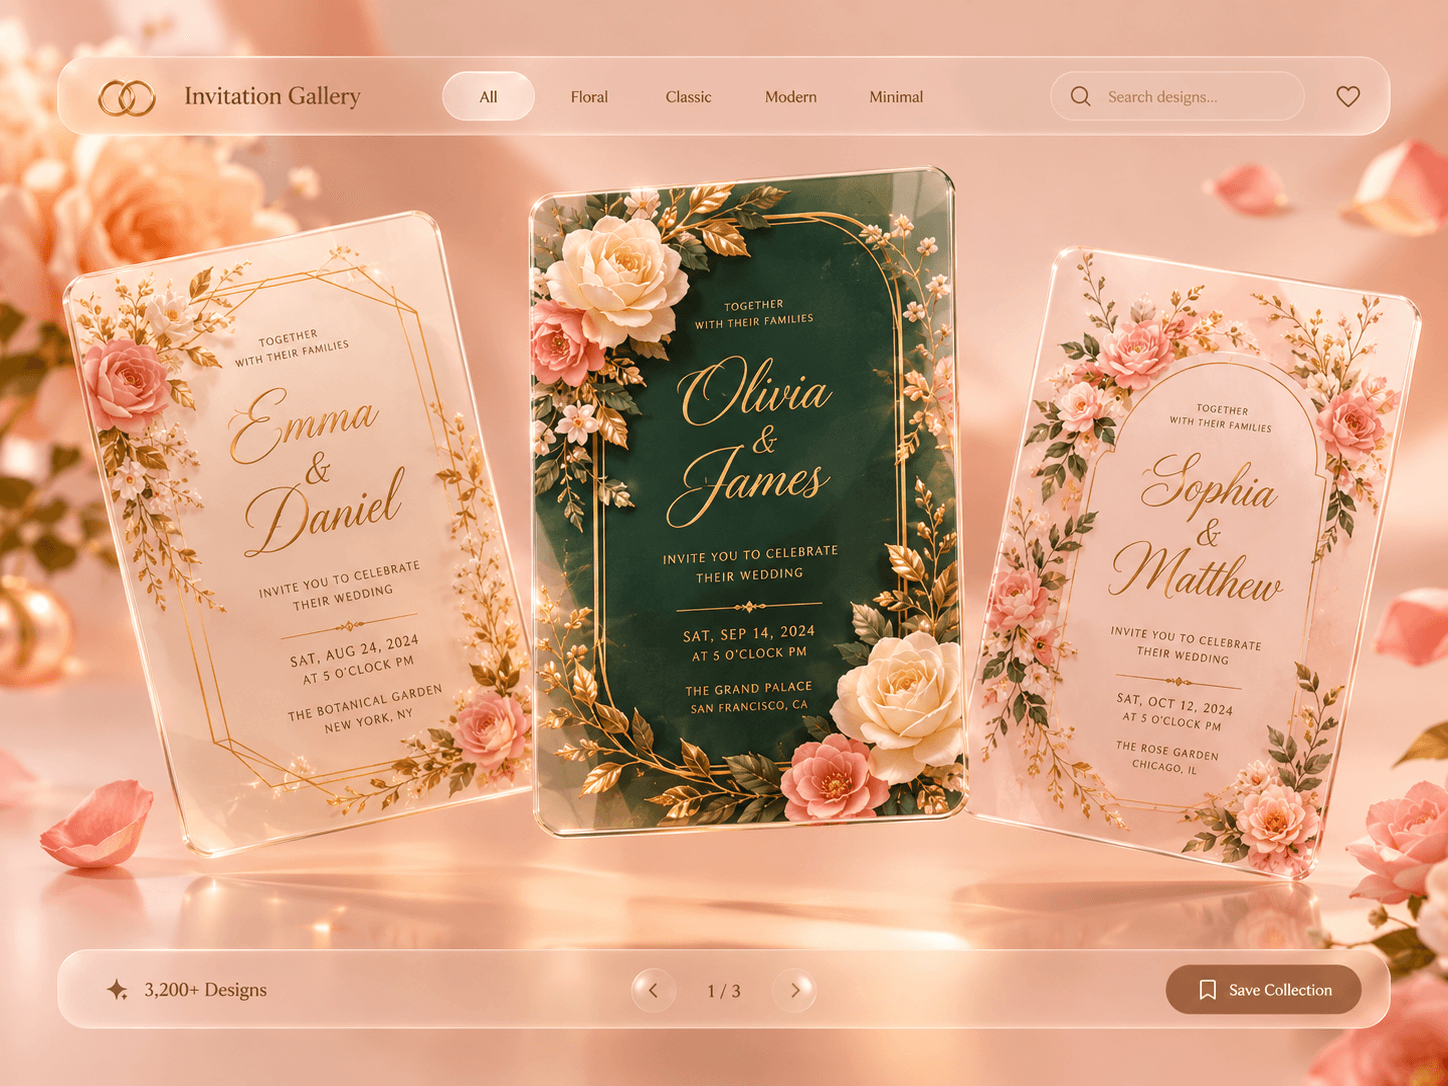 Invitation Gallery
All
Floral
Classic
Modern
Minimal
Search designs...
TOGETHER
WITH THEIR FAMILIES
Emma
&
Daniel
INVITE YOU TO CELEBRATE
THEIR WEDDING
SAT, AUG 24, 2024
AT 5 O'CLOCK PM
THE BOTANICAL GARDEN
NEW YORK, NY
TOGETHER
WITH THEIR FAMILIES
Olivia
&
James
INVITE YOU TO CELEBRATE
THEIR WEDDING
SAT, SEP 14, 2024
AT 5 O'CLOCK PM
THE GRAND PALACE
SAN FRANCISCO, CA
TOGETHER
WITH THEIR FAMILIES
Sophia
&
Matthew
INVITE YOU TO CELEBRATE
THEIR WEDDING
SAT, OCT 12, 2024
AT 5 O'CLOCK PM
THE ROSE GARDEN
CHICAGO, IL
3,200+ Designs
1 / 3
Save Collection